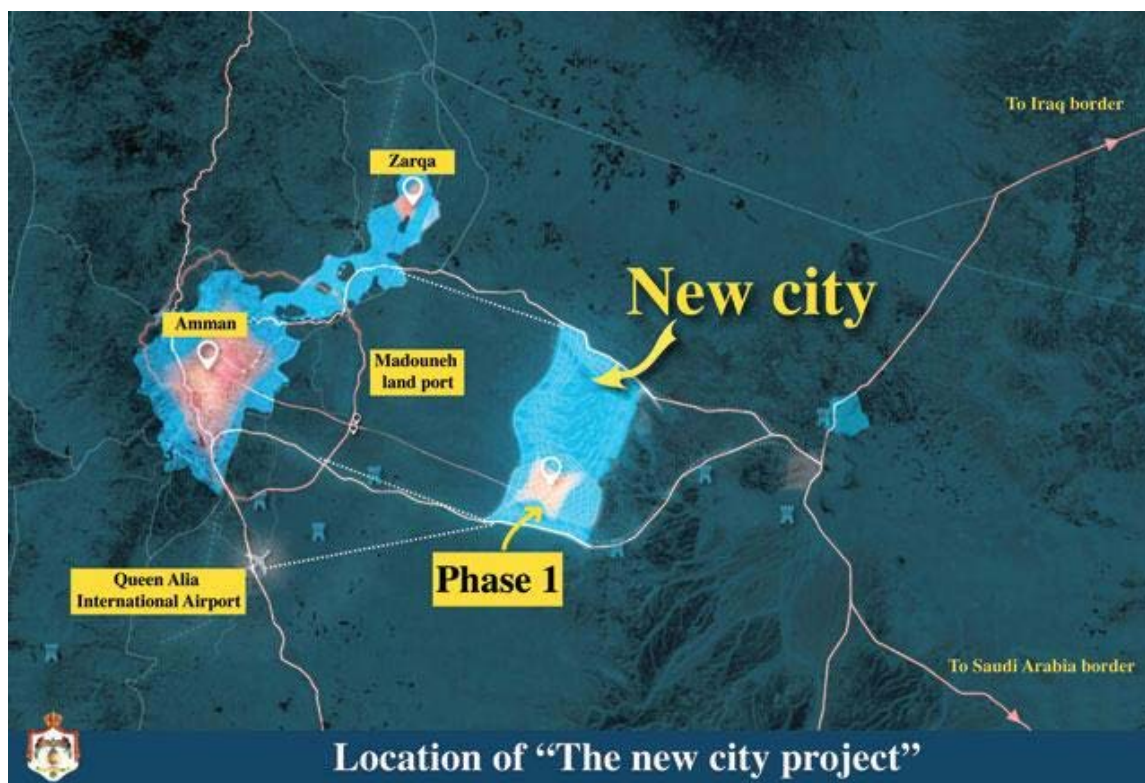 To Iraq border
Zarqa
New city
Amman
Madouneh
land port
Phase 1
Queen Alia
International Airport
To Saudi Arabia border
Location of “The new city project”